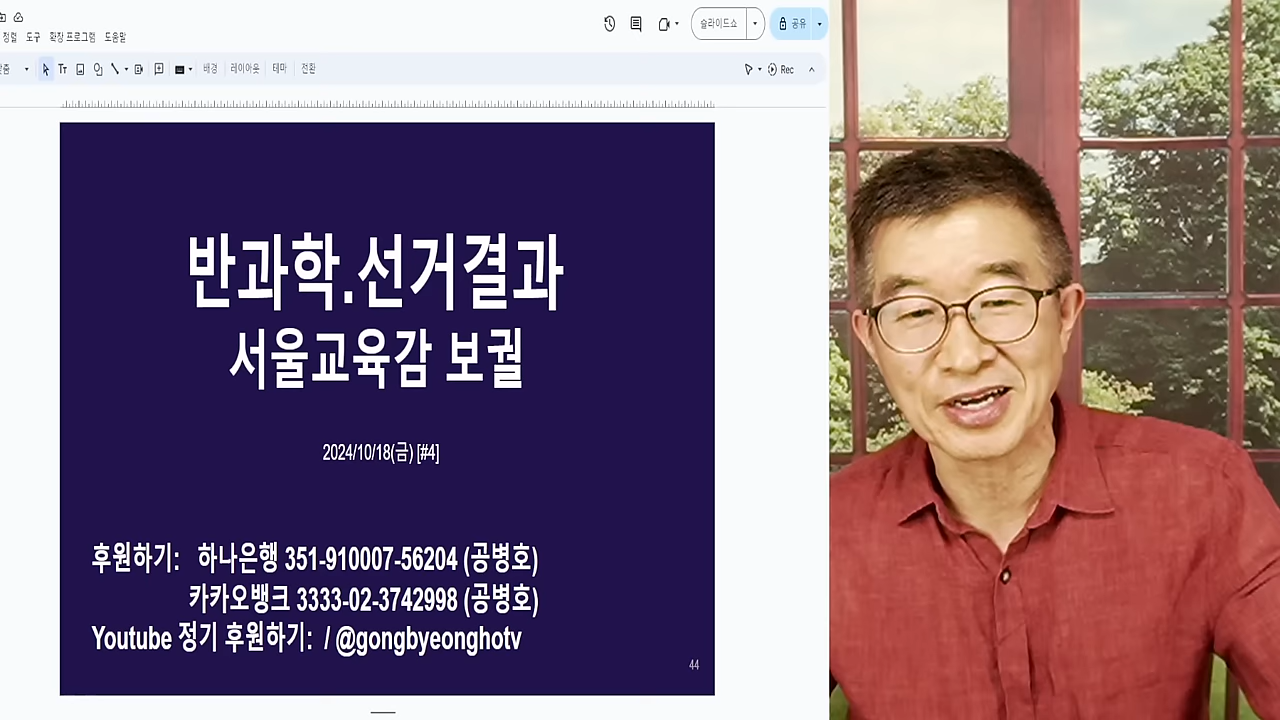 정렬 도구 확장 프로그램 도움말
슬라이드쇼
공유
배경 레이아웃 테마 전환
Rec
반과학.선거결과
서울교육감 보궐
2024/10/18(금) [#4]
후원하기: 하나은행 351-910007-56204 (공병호)
카카오뱅크 3333-02-3742998 (공병호)
Youtube 정기 후원하기: / @gongbyeonghotv
44